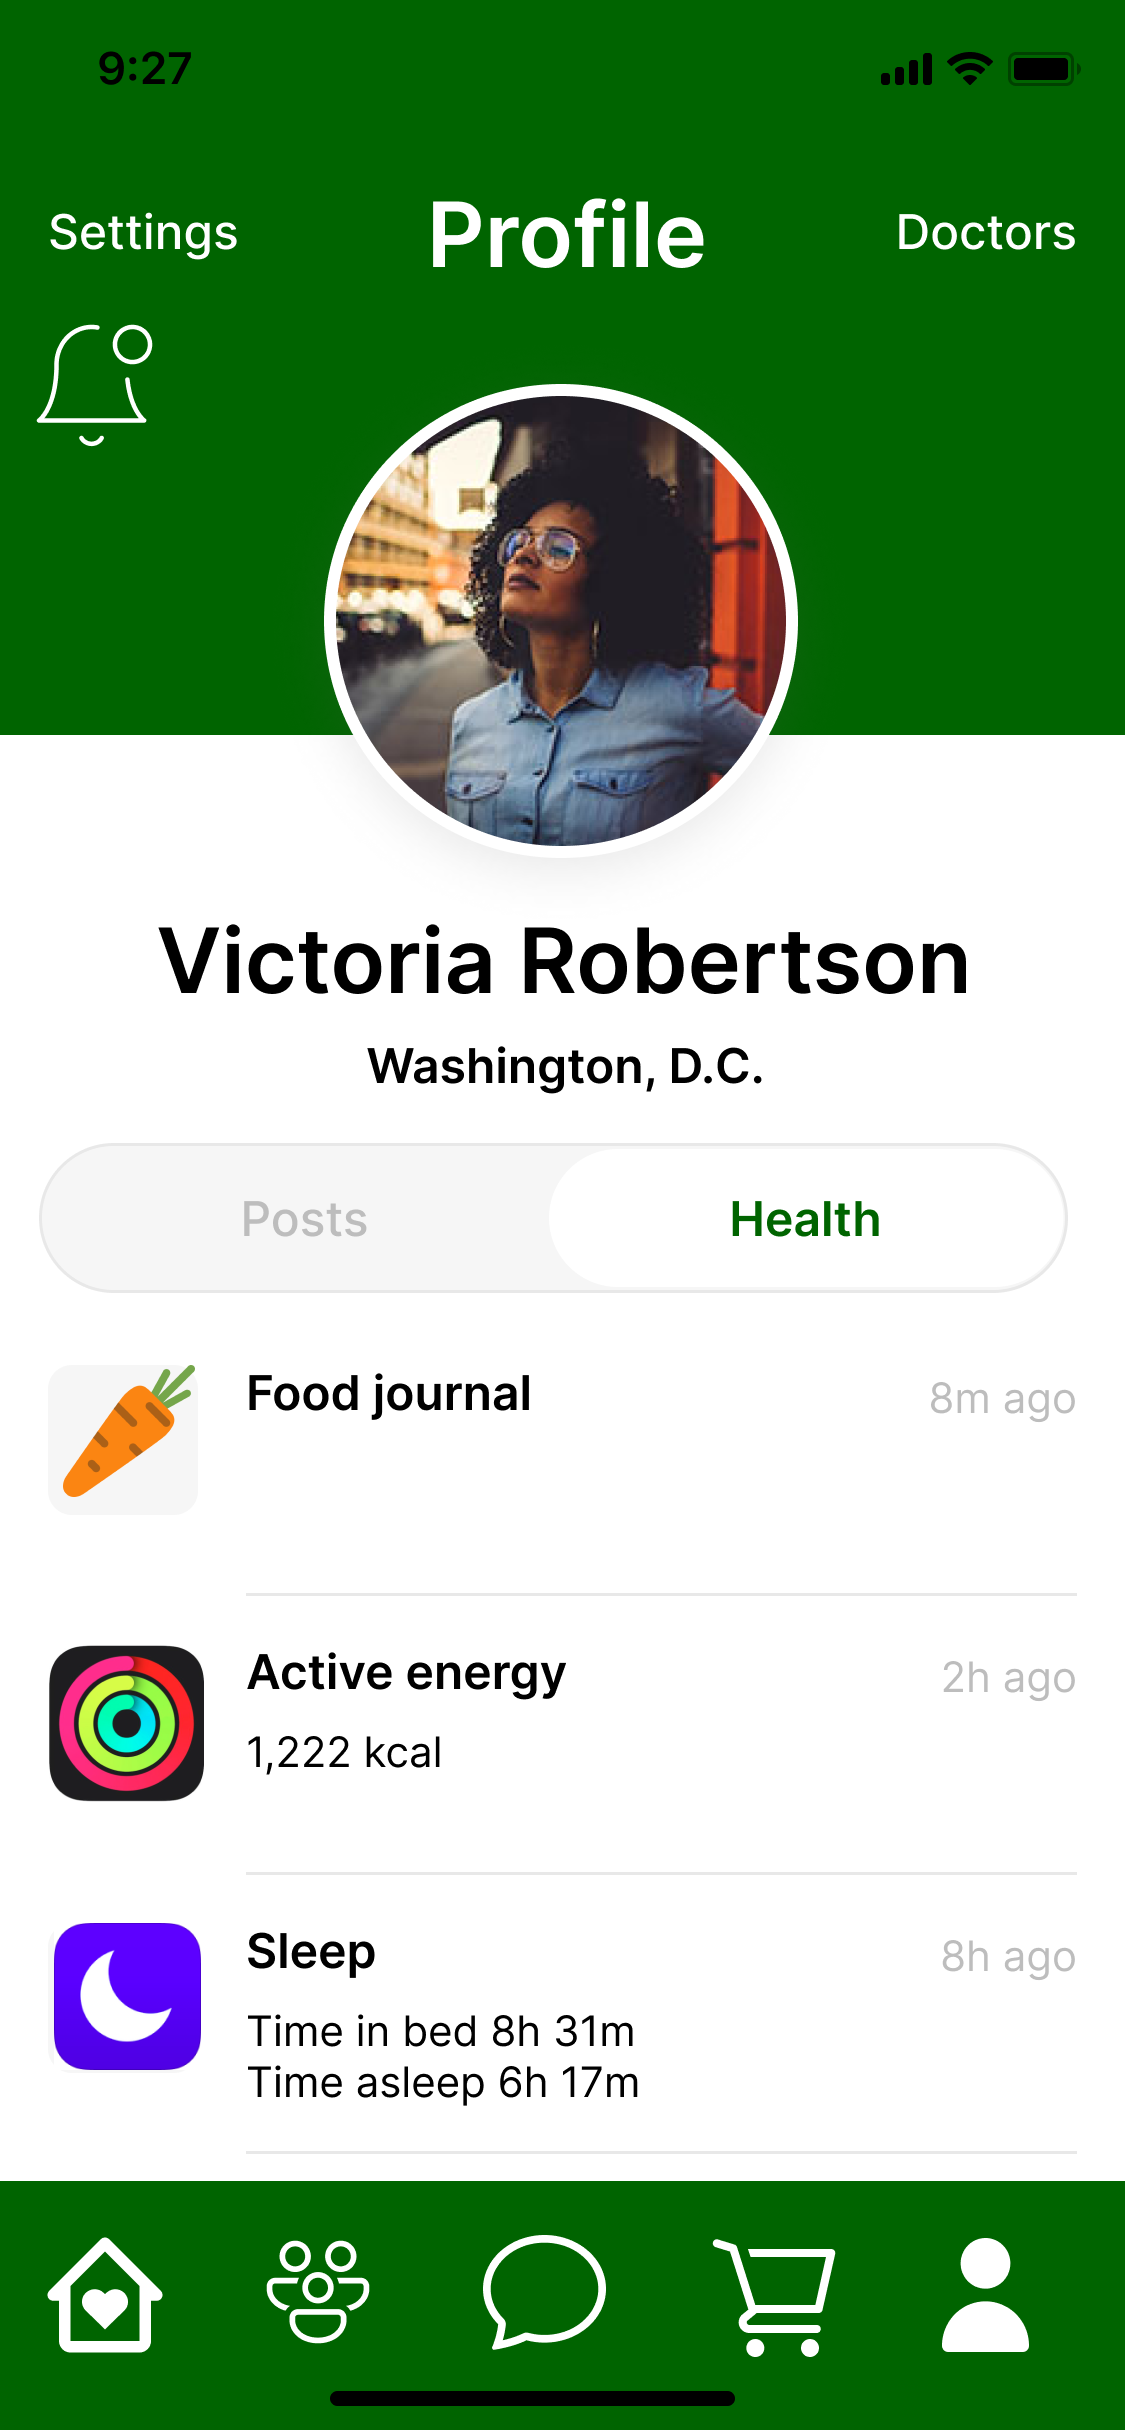 9:27
Settings
Profile
Doctors
Victoria Robertson
Washington, D.C.
Posts
Health
Food journal
8m ago
Active energy
2h ago
1,222 kcal
Sleep
8h ago
Time in bed 8h 31m
Time asleep 6h 17m